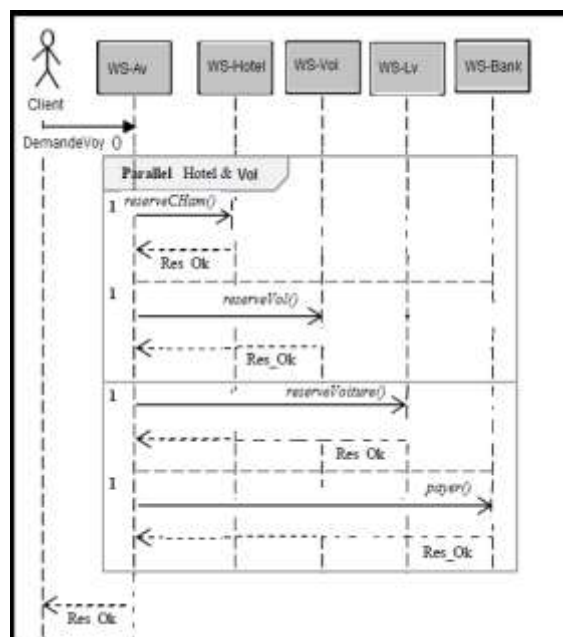 WS-Av WS-Hotel WS-Vol WS-Lv WS-Bank
Client
DemandeVoy ()
Parallel Hotel & Vol
1 reserveCHam()
Res Ok
1 reserveVol()
Res_Ok
1 reserveVoiture()
Res Ok
1 payer()
Res_Ok
Res Ok